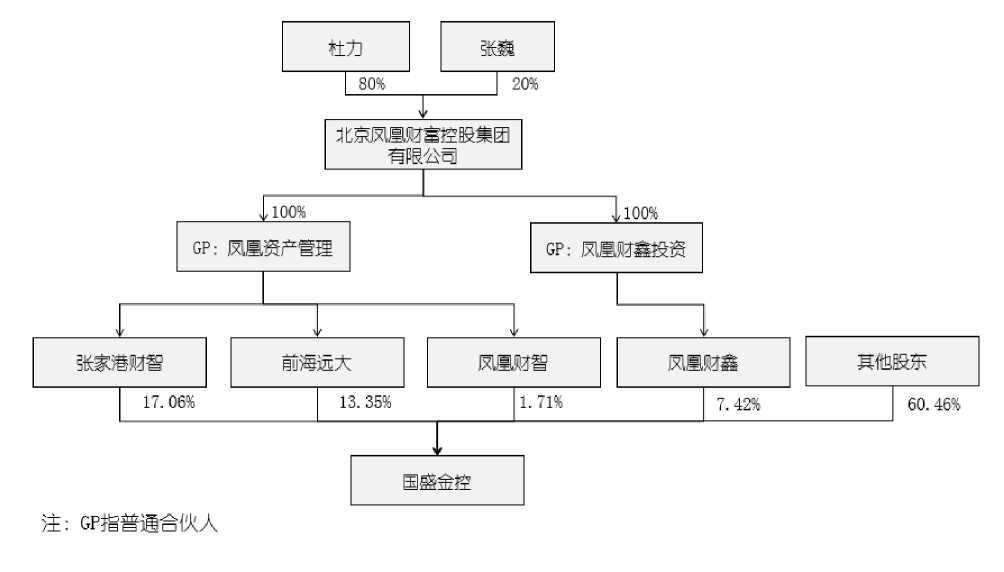 杜力
张巍
80%
20%
北京凤凰财富控股集团
有限公司
100%
100%
GP：凤凰资产管理
GP：凤凰财鑫投资
张家港财智
前海远大
凤凰财智
凤凰财鑫
其他股东
17.06%
13.35%
1.71%
7.42%
60.46%
国盛金控
注：GP指普通合伙人